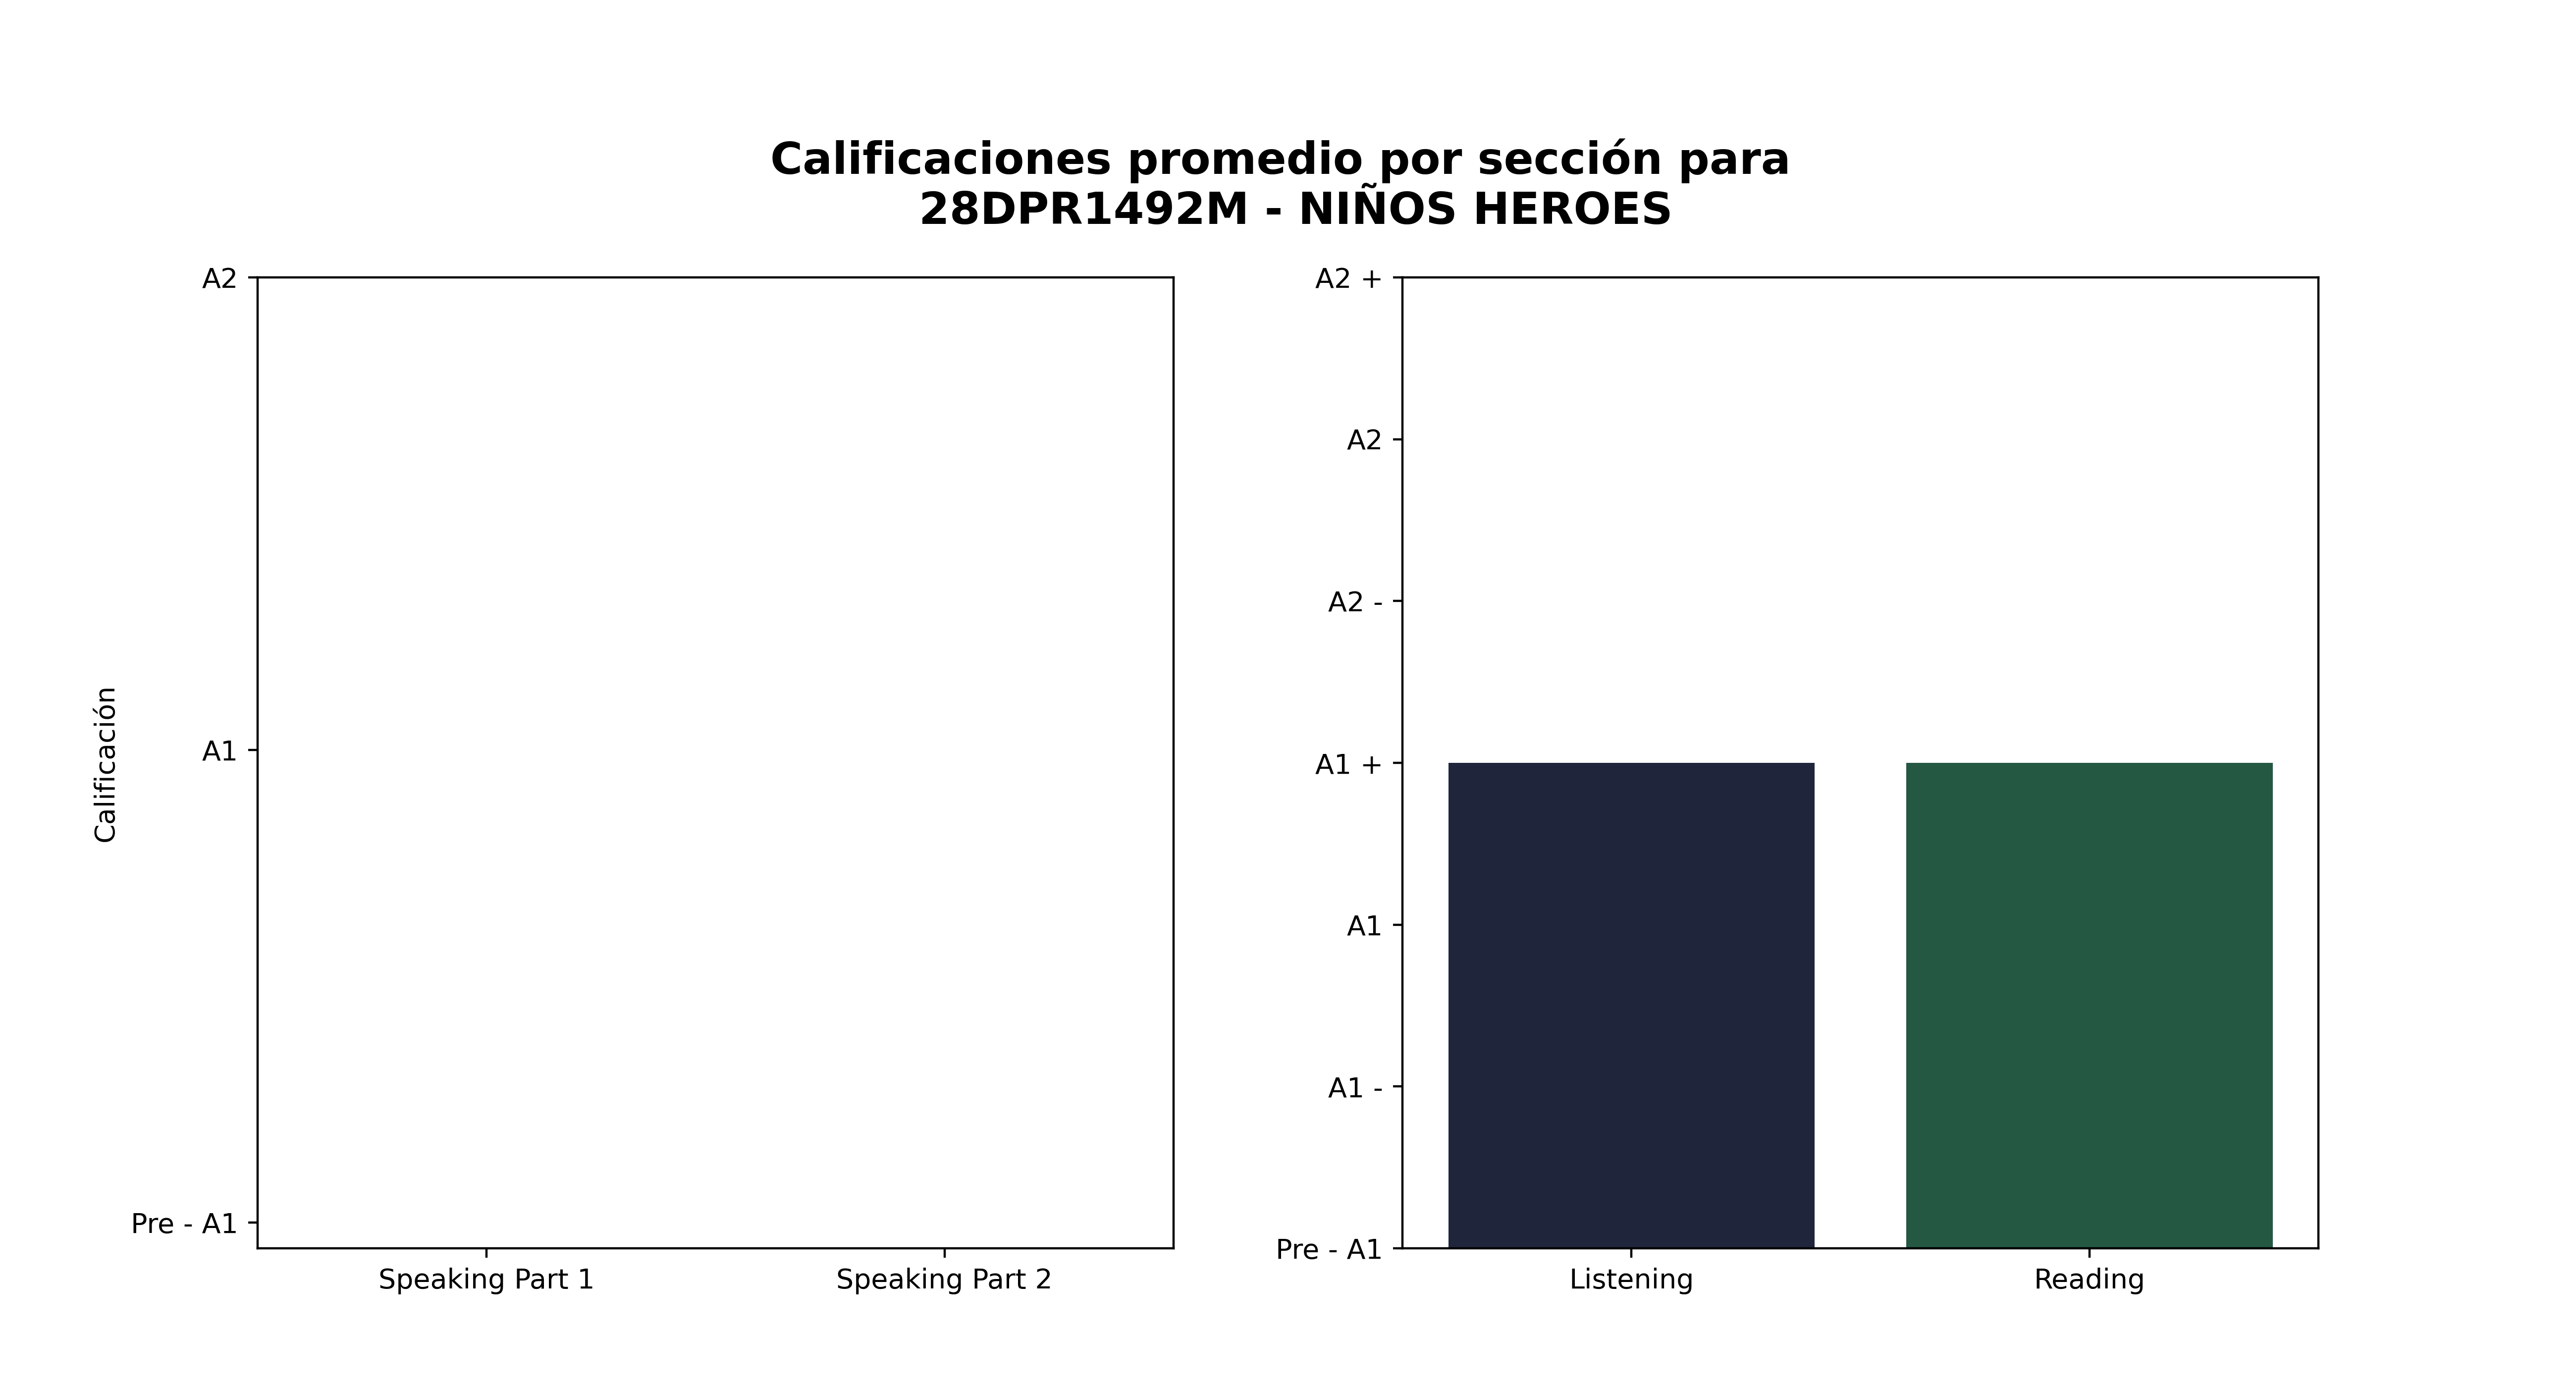 Calificaciones promedio por sección para
28DPR1492M - NIÑOS HEROES
Calificación
A2
A1
Pre - A1
Speaking Part 1
Speaking Part 2
A2 +
A2
A2 -
A1 +
A1
A1 -
Pre - A1
Listening
Reading